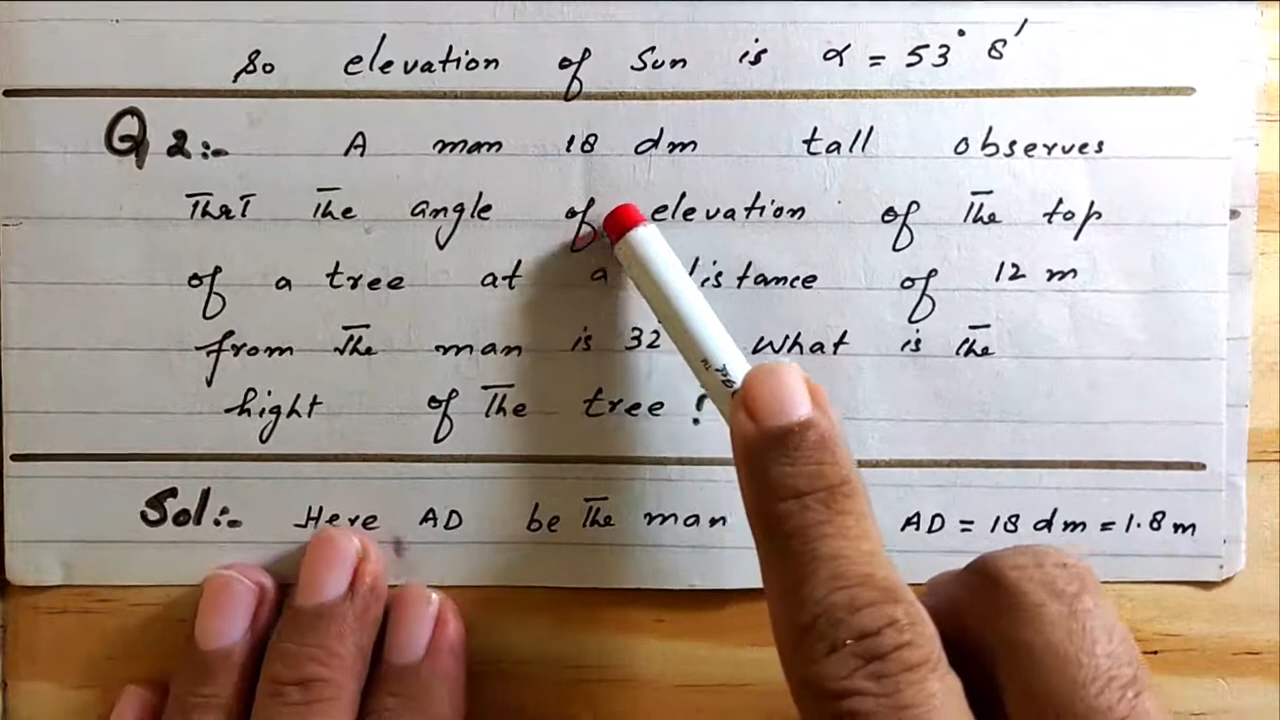 So elevation of Sun is α = 53° 8'
Q 2:- A man 18 dm tall observes
That The angle of elevation of The top
of a tree at a distance of 12 m
from The man is 32 What is the
hight of The tree ?
Sol:- Here AD be The man AD = 18 dm = 1.8 m